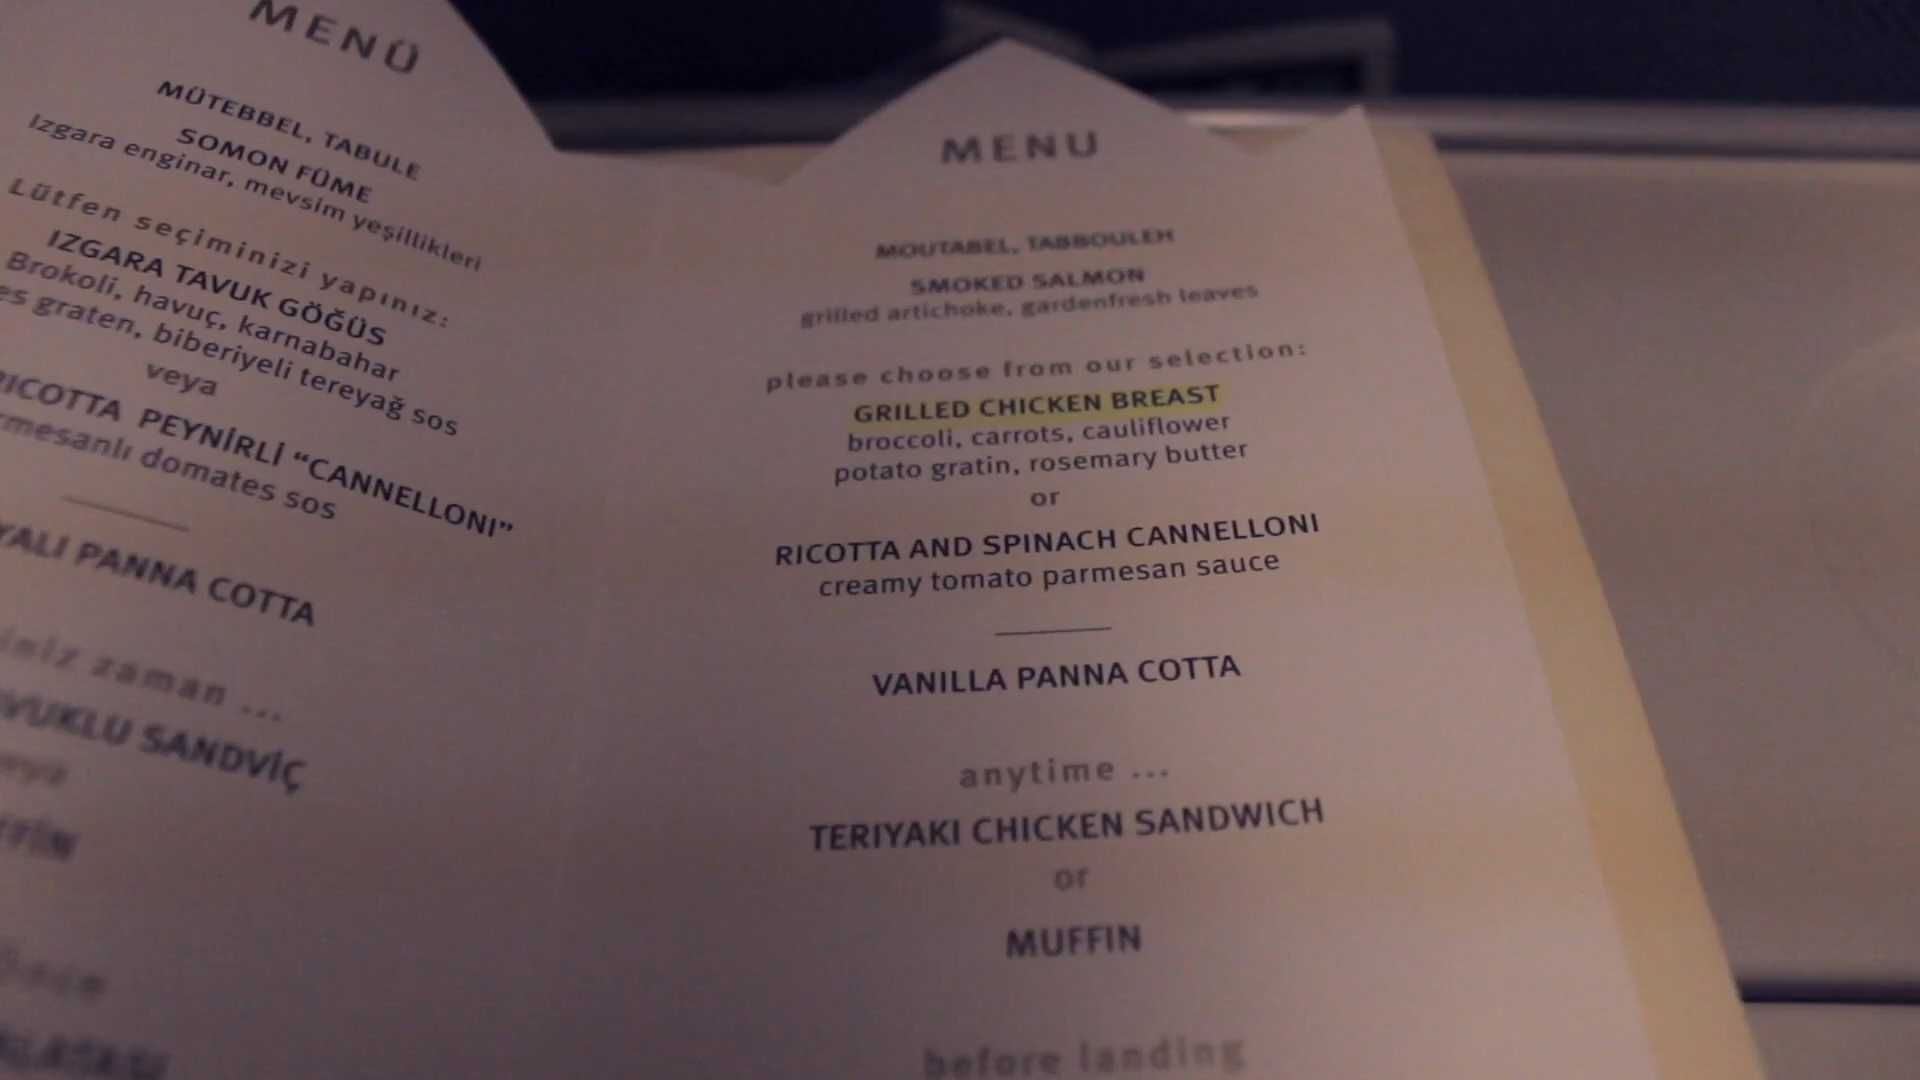 MENÜ
MÜTEBBEL, TABULE
SOMON FÜME
Izgara enginar, mevsim yeşillikleri
Lütfen seçiminizi yapınız:
IZGARA TAVUK GÖĞÜS
Brokoli, havuç, karnabahar
graten, biberiyeli tereyağ sos
veya
RICOTTA PEYNİRLİ “CANNELLONI”
domates sos
PANNA COTTA
zaman ...
SANDVİÇ
MENU
MOUTABEL, TABBOULEH
SMOKED SALMON
grilled artichoke, gardenfresh leaves
please choose from our selection:
GRILLED CHICKEN BREAST
broccoli, carrots, cauliflower
potato gratin, rosemary butter
or
RICOTTA AND SPINACH CANNELLONI
creamy tomato parmesan sauce
VANILLA PANNA COTTA
anytime ...
TERIYAKI CHICKEN SANDWICH
or
MUFFIN
before landing